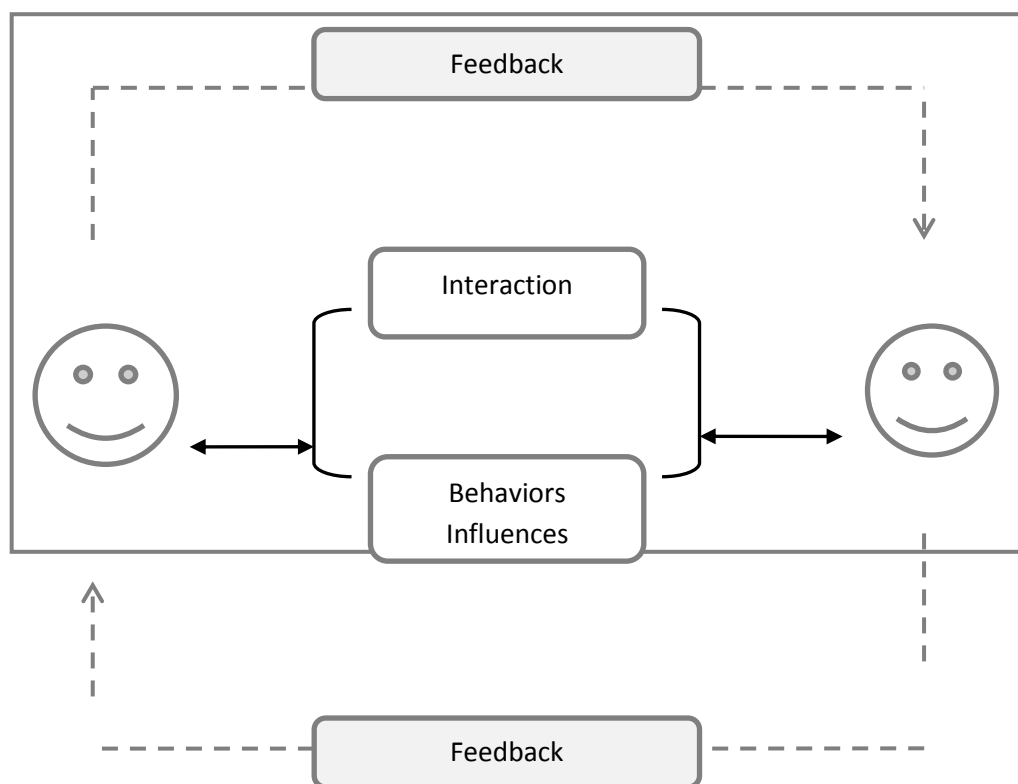 Feedback
Interaction
Behaviors
Influences
Feedback